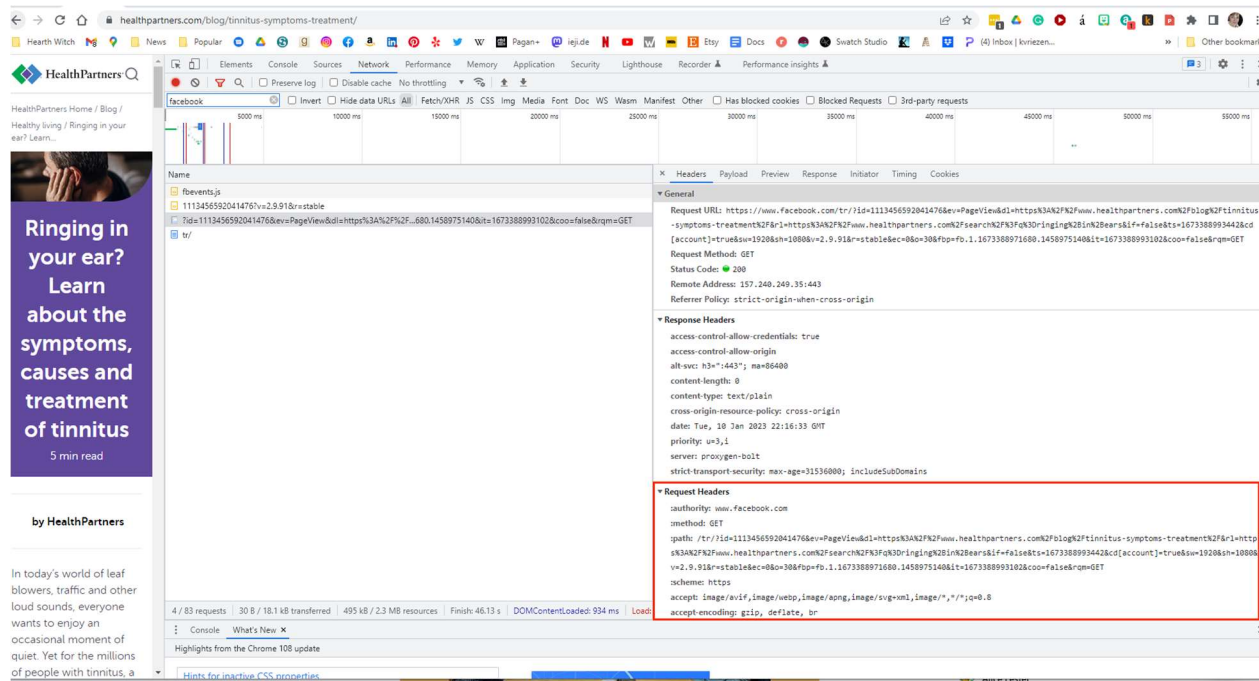 healthpartners.com/blog/tinnitus-symptoms-treatment/
Hearth Witch News Popular Pagan+ ieji.de Etsy Docs Swatch Studio (4) Inbox | kvriezen... » Other bookmark
HealthPartners
Elements Console Sources Network Performance Memory Application Security Lighthouse Recorder Performance insights 3
Preserve log Disable cache No throttling
facebook Invert Hide data URLs All Fetch/XHR JS CSS Img Media Font Doc WS Wasm Manifest Other Has blocked cookies Blocked Requests 3rd-party requests
5000 ms 10000 ms 15000 ms 20000 ms 25000 ms 30000 ms 35000 ms 40000 ms 45000 ms 50000 ms 55000 ms
HealthPartners Home / Blog /
Healthy living / Ringing in your
ear? Learn...
Ringing in
your ear?
Learn
about the
symptoms,
causes and
treatment
of tinnitus
5 min read
by HealthPartners
In today's world of leaf
blowers, traffic and other
loud sounds, everyone
wants to enjoy an
occasional moment of
quiet. Yet for the millions
of people with tinnitus, a
Name
fbevents.js
1113456592041476?v=2.9.91&r=stable
?id=1113456592041476&ev=PageView&dl=https%3A%2F%2F...680.1458975140&it=1673388993102&coo=false&rqm=GET
tr/
× Headers Payload Preview Response Initiator Timing Cookies
General
Request URL: https://www.facebook.com/tr/?id=1113456592041476&ev=PageView&dl=https%3A%2F%2Fwww.healthpartners.com%2Fblog%2Ftinnitus
-symptoms-treatment%2F&rl=https%3A%2F%2Fwww.healthpartners.com%2Fsearch%2F%3Fq%3Dringing%2Bin%2Bears&if=false&ts=1673388993442&cd
[account]=true&sw=1920&sh=1080&v=2.9.91&r=stable&ec=0&o=30&fbp=fb.1.1673388971680.1458975140&it=1673388993102&coo=false&rqm=GET
Request Method: GET
Status Code: 200
Remote Address: 157.240.249.35:443
Referrer Policy: strict-origin-when-cross-origin
Response Headers
access-control-allow-credentials: true
access-control-allow-origin
alt-svc: h3=":443"; ma=86400
content-length: 0
content-type: text/plain
cross-origin-resource-policy: cross-origin
date: Tue, 10 Jan 2023 22:16:33 GMT
priority: u=3,i
server: proxygen-bolt
strict-transport-security: max-age=31536000; includeSubDomains
Request Headers
:authority: www.facebook.com
:method: GET
:path: /tr/?id=1113456592041476&ev=PageView&dl=https%3A%2F%2Fwww.healthpartners.com%2Fblog%2Ftinnitus-symptoms-treatment%2F&rl=http
s%3A%2F%2Fwww.healthpartners.com%2Fsearch%2F%3Fq%3Dringing%2Bin%2Bears&if=false&ts=1673388993442&cd[account]=true&sw=1920&sh=1080&
v=2.9.91&r=stable&ec=0&o=30&fbp=fb.1.1673388971680.1458975140&it=1673388993102&coo=false&rqm=GET
:scheme: https
accept: image/avif,image/webp,image/apng,image/svg+xml,image/*,*/*;q=0.8
accept-encoding: gzip, deflate, br
4 / 83 requests 30 B / 18.1 kB transferred 495 kB / 2.3 MB resources Finish: 46.13 s DOMContentLoaded: 934 ms Load:
Console What's New ×
Highlights from the Chrome 108 update
Hints for inactive CSS properties